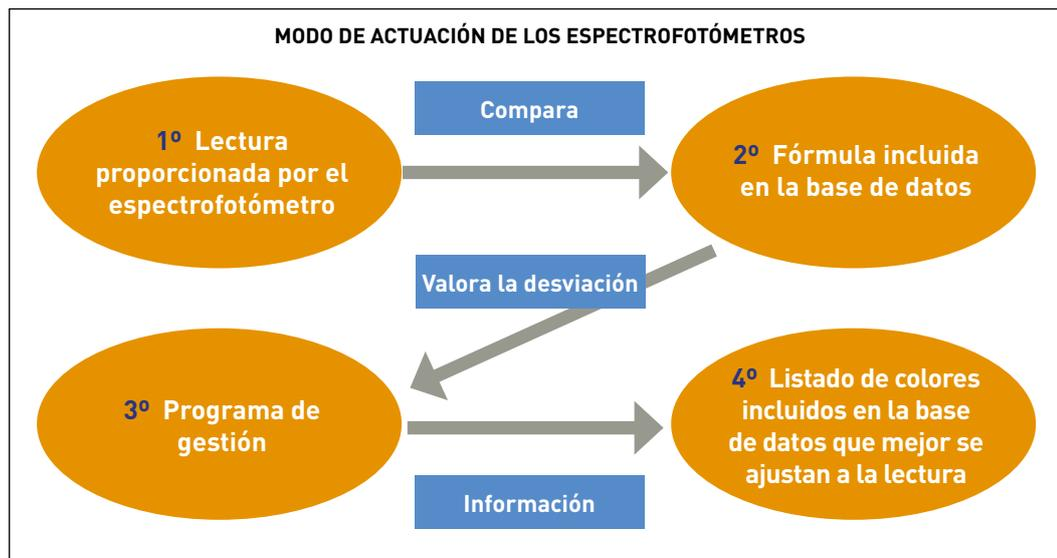 MODO DE ACTUACIÓN DE LOS ESPECTROFOTÓMETROS
1º Lectura
proporcionada por el
espectrofotómetro
Compara
2º Fórmula incluida
en la base de datos
Valora la desviación
3º Programa de
gestión
Información
4º Listado de colores
incluidos en la base
de datos que mejor se
ajustan a la lectura